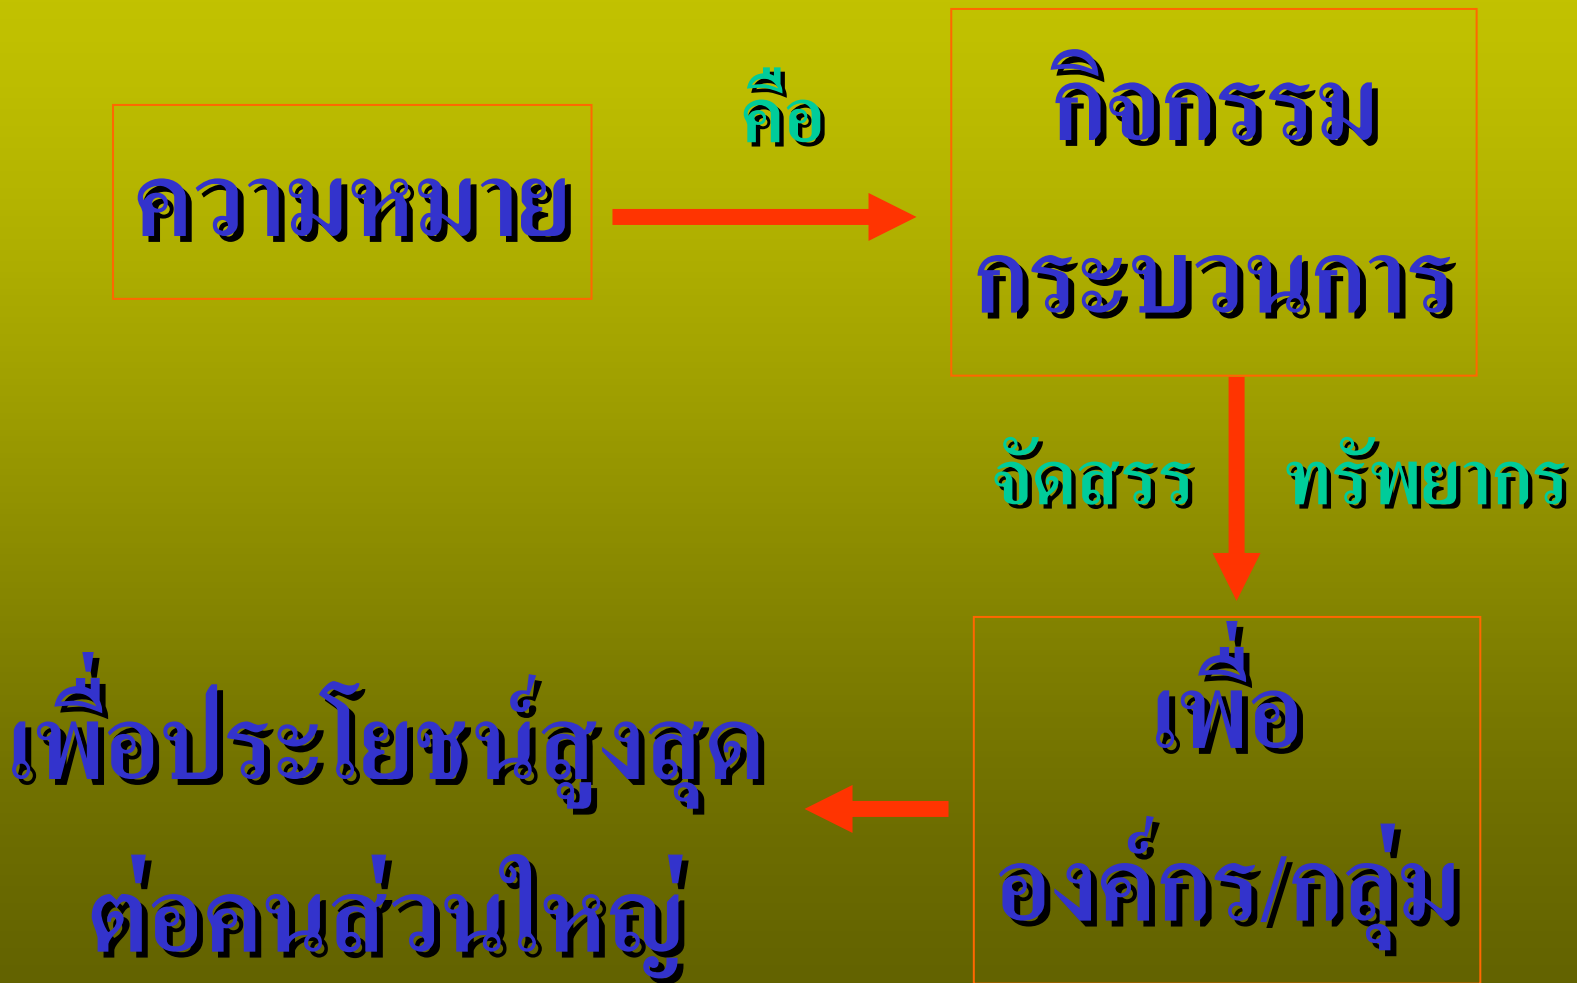 ความหมาย
คือ
กิจกรรม
กระบวนการ
จัดสรร ทรัพยากร
เพื่อ
องค์กร/กลุ่ม
เพื่อประโยชน์สูงสุด
ต่อคนส่วนใหญ่